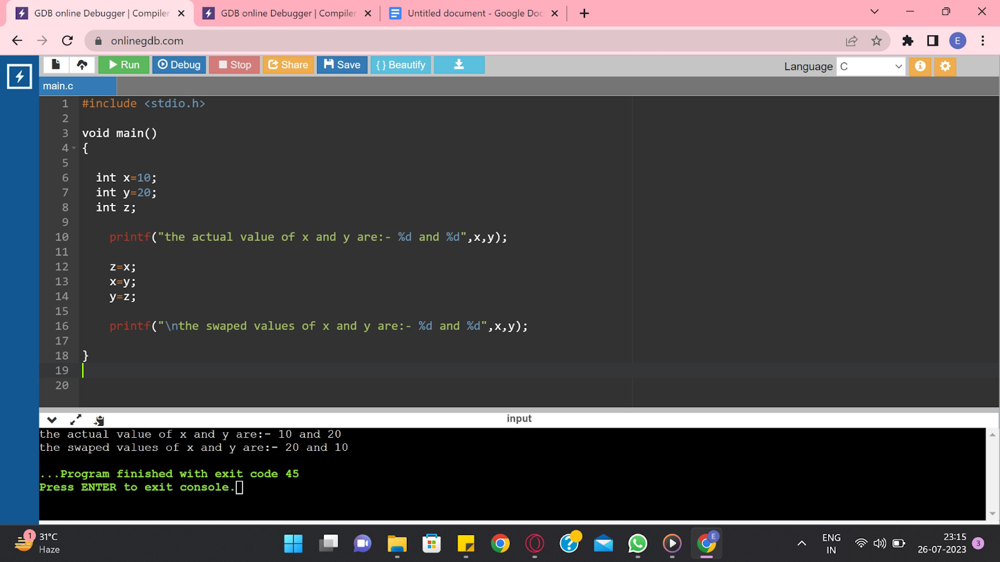 GDB online Debugger | Compiler
GDB online Debugger | Compiler
Untitled document - Google Doc
onlinegdb.com
E
Run
Debug
Stop
Share
Save
{ } Beautify
Language
C
main.c
1 #include <stdio.h>
2
3 void main()
4 {
5
6 int x=10;
7 int y=20;
8 int z;
9
10 printf("the actual value of x and y are:- %d and %d",x,y);
11
12 z=x;
13 x=y;
14 y=z;
15
16 printf("\nthe swaped values of x and y are:- %d and %d",x,y);
17
18 }
19
20
input
the actual value of x and y are:- 10 and 20
the swaped values of x and y are:- 20 and 10
...Program finished with exit code 45
Press ENTER to exit console.
1
31°C
Haze
E
ENG
IN
23:15
26-07-2023
3